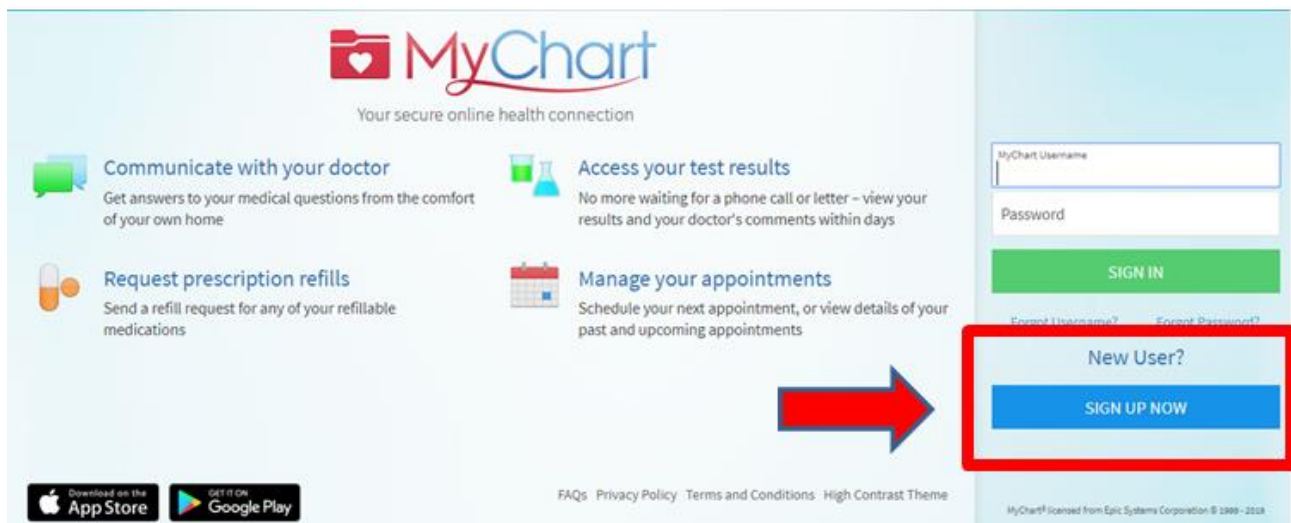 MyChart
Your secure online health connection
Communicate with your doctor
Get answers to your medical questions from the comfort
of your own home
Access your test results
No more waiting for a phone call or letter – view your
results and your doctor's comments within days
Request prescription refills
Send a refill request for any of your refillable
medications
Manage your appointments
Schedule your next appointment, or view details of your
past and upcoming appointments
MyChart Username
Password
SIGN IN
Forgot Username? Forgot Password?
New User?
SIGN UP NOW
Download on the
App Store
GET IT ON
Google Play
FAQs Privacy Policy Terms and Conditions High Contrast Theme
MyChart® licensed from Epic Systems Corporation © 1999 - 2018